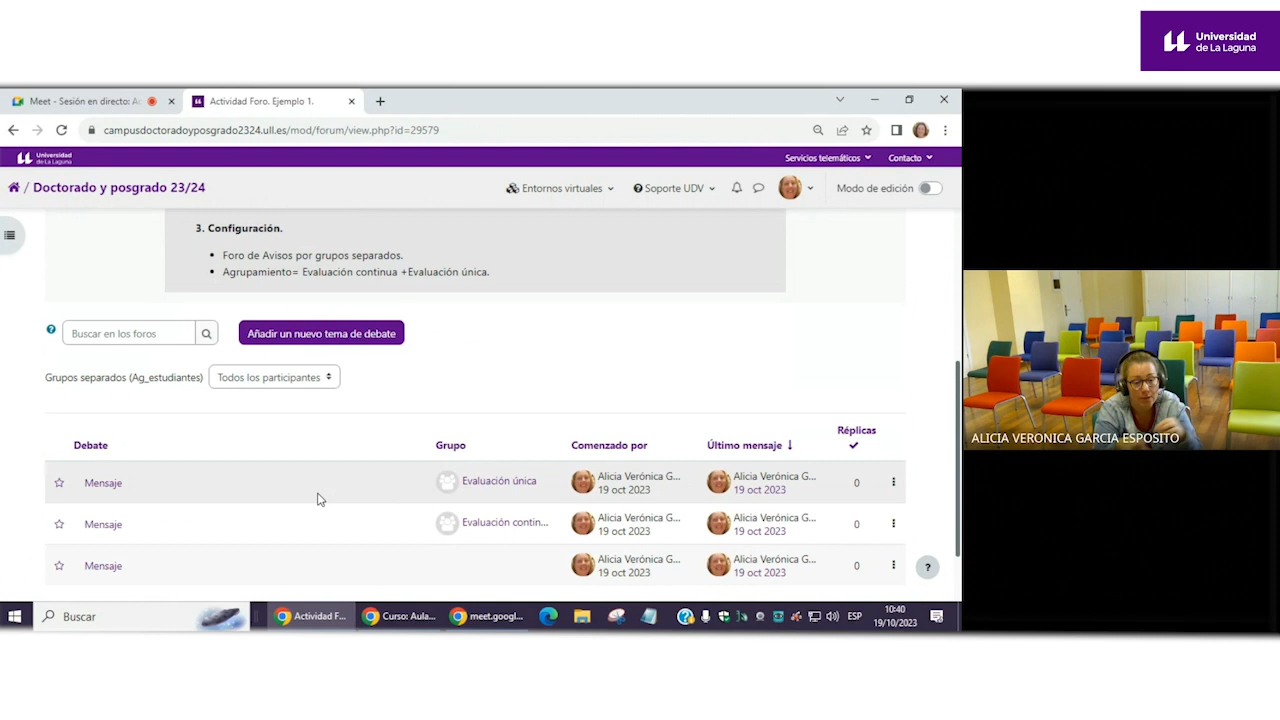 Universidad
de La Laguna
Meet - Sesión en directo: Ac
Actividad Foro. Ejemplo 1.
campusdoctoradoyposgrado2324.ull.es/mod/forum/view.php?id=29579
Universidad
de La Laguna
Servicios telemáticos
Contacto
/ Doctorado y posgrado 23/24
Entornos virtuales
Soporte UDV
Modo de edición
3. Configuración.
• Foro de Avisos por grupos separados.
• Agrupamiento= Evaluación continua +Evaluación única.
Buscar en los foros
Añadir un nuevo tema de debate
Grupos separados (Ag_estudiantes)
Todos los participantes
Debate
Grupo
Comenzado por
Último mensaje ↓
Réplicas
Mensaje
Evaluación única
Alicia Verónica G...
19 oct 2023
Alicia Verónica G...
19 oct 2023
0
Mensaje
Evaluación contin...
Alicia Verónica G...
19 oct 2023
Alicia Verónica G...
19 oct 2023
0
Mensaje
Alicia Verónica G...
19 oct 2023
Alicia Verónica G...
19 oct 2023
0
?
ALICIA VERONICA GARCIA ESPOSITO
Buscar
Actividad F...
Curso: Aula...
meet.googl...
ESP
10:40
19/10/2023